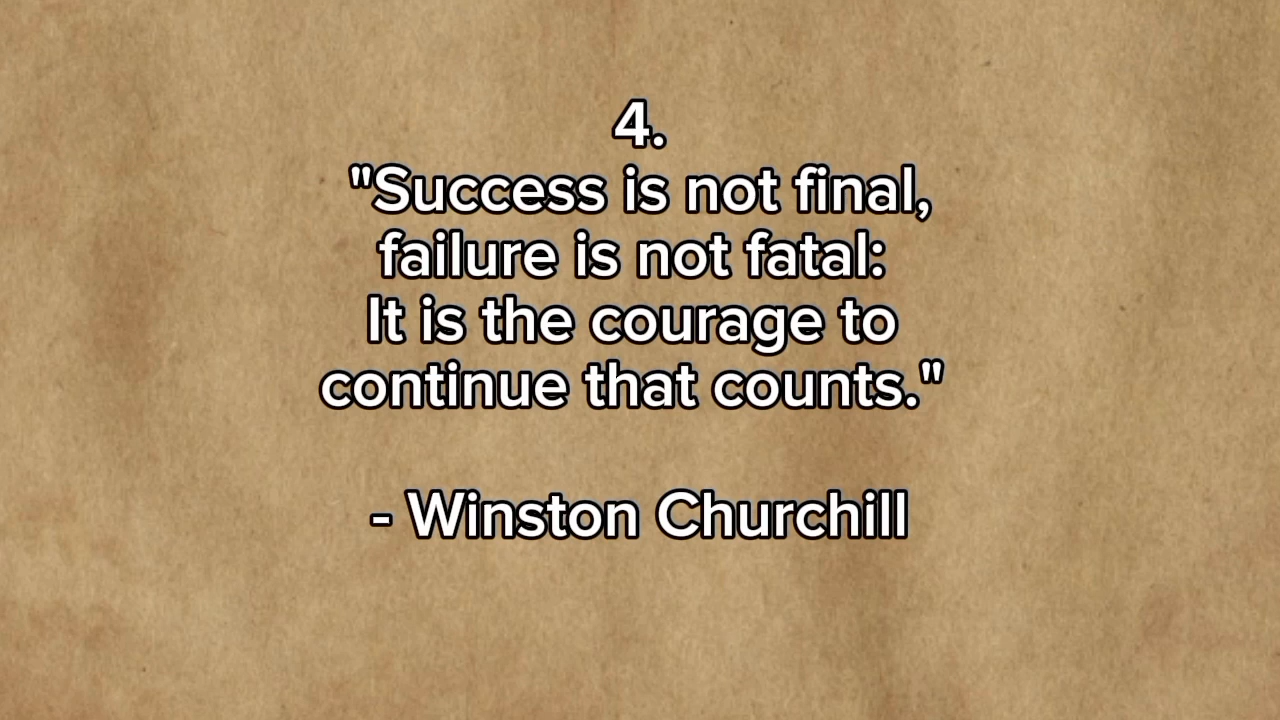 4.
"Success is not final,
failure is not fatal:
It is the courage to
continue that counts."
- Winston Churchill